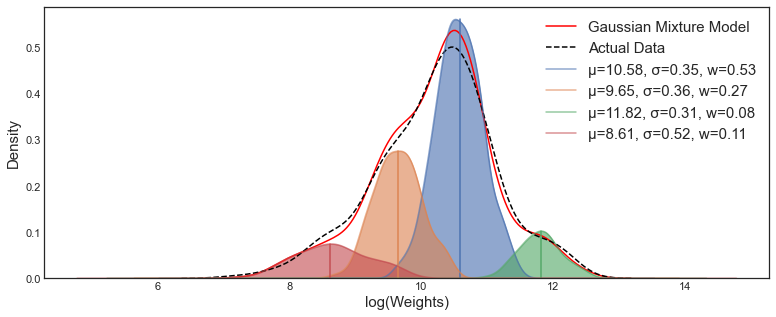 Gaussian Mixture Model
Actual Data
μ=10.58, σ=0.35, w=0.53
μ=9.65, σ=0.36, w=0.27
μ=11.82, σ=0.31, w=0.08
μ=8.61, σ=0.52, w=0.11
Density
0.5
0.4
0.3
0.2
0.1
0.0
6 8 10 12 14
log(Weights)